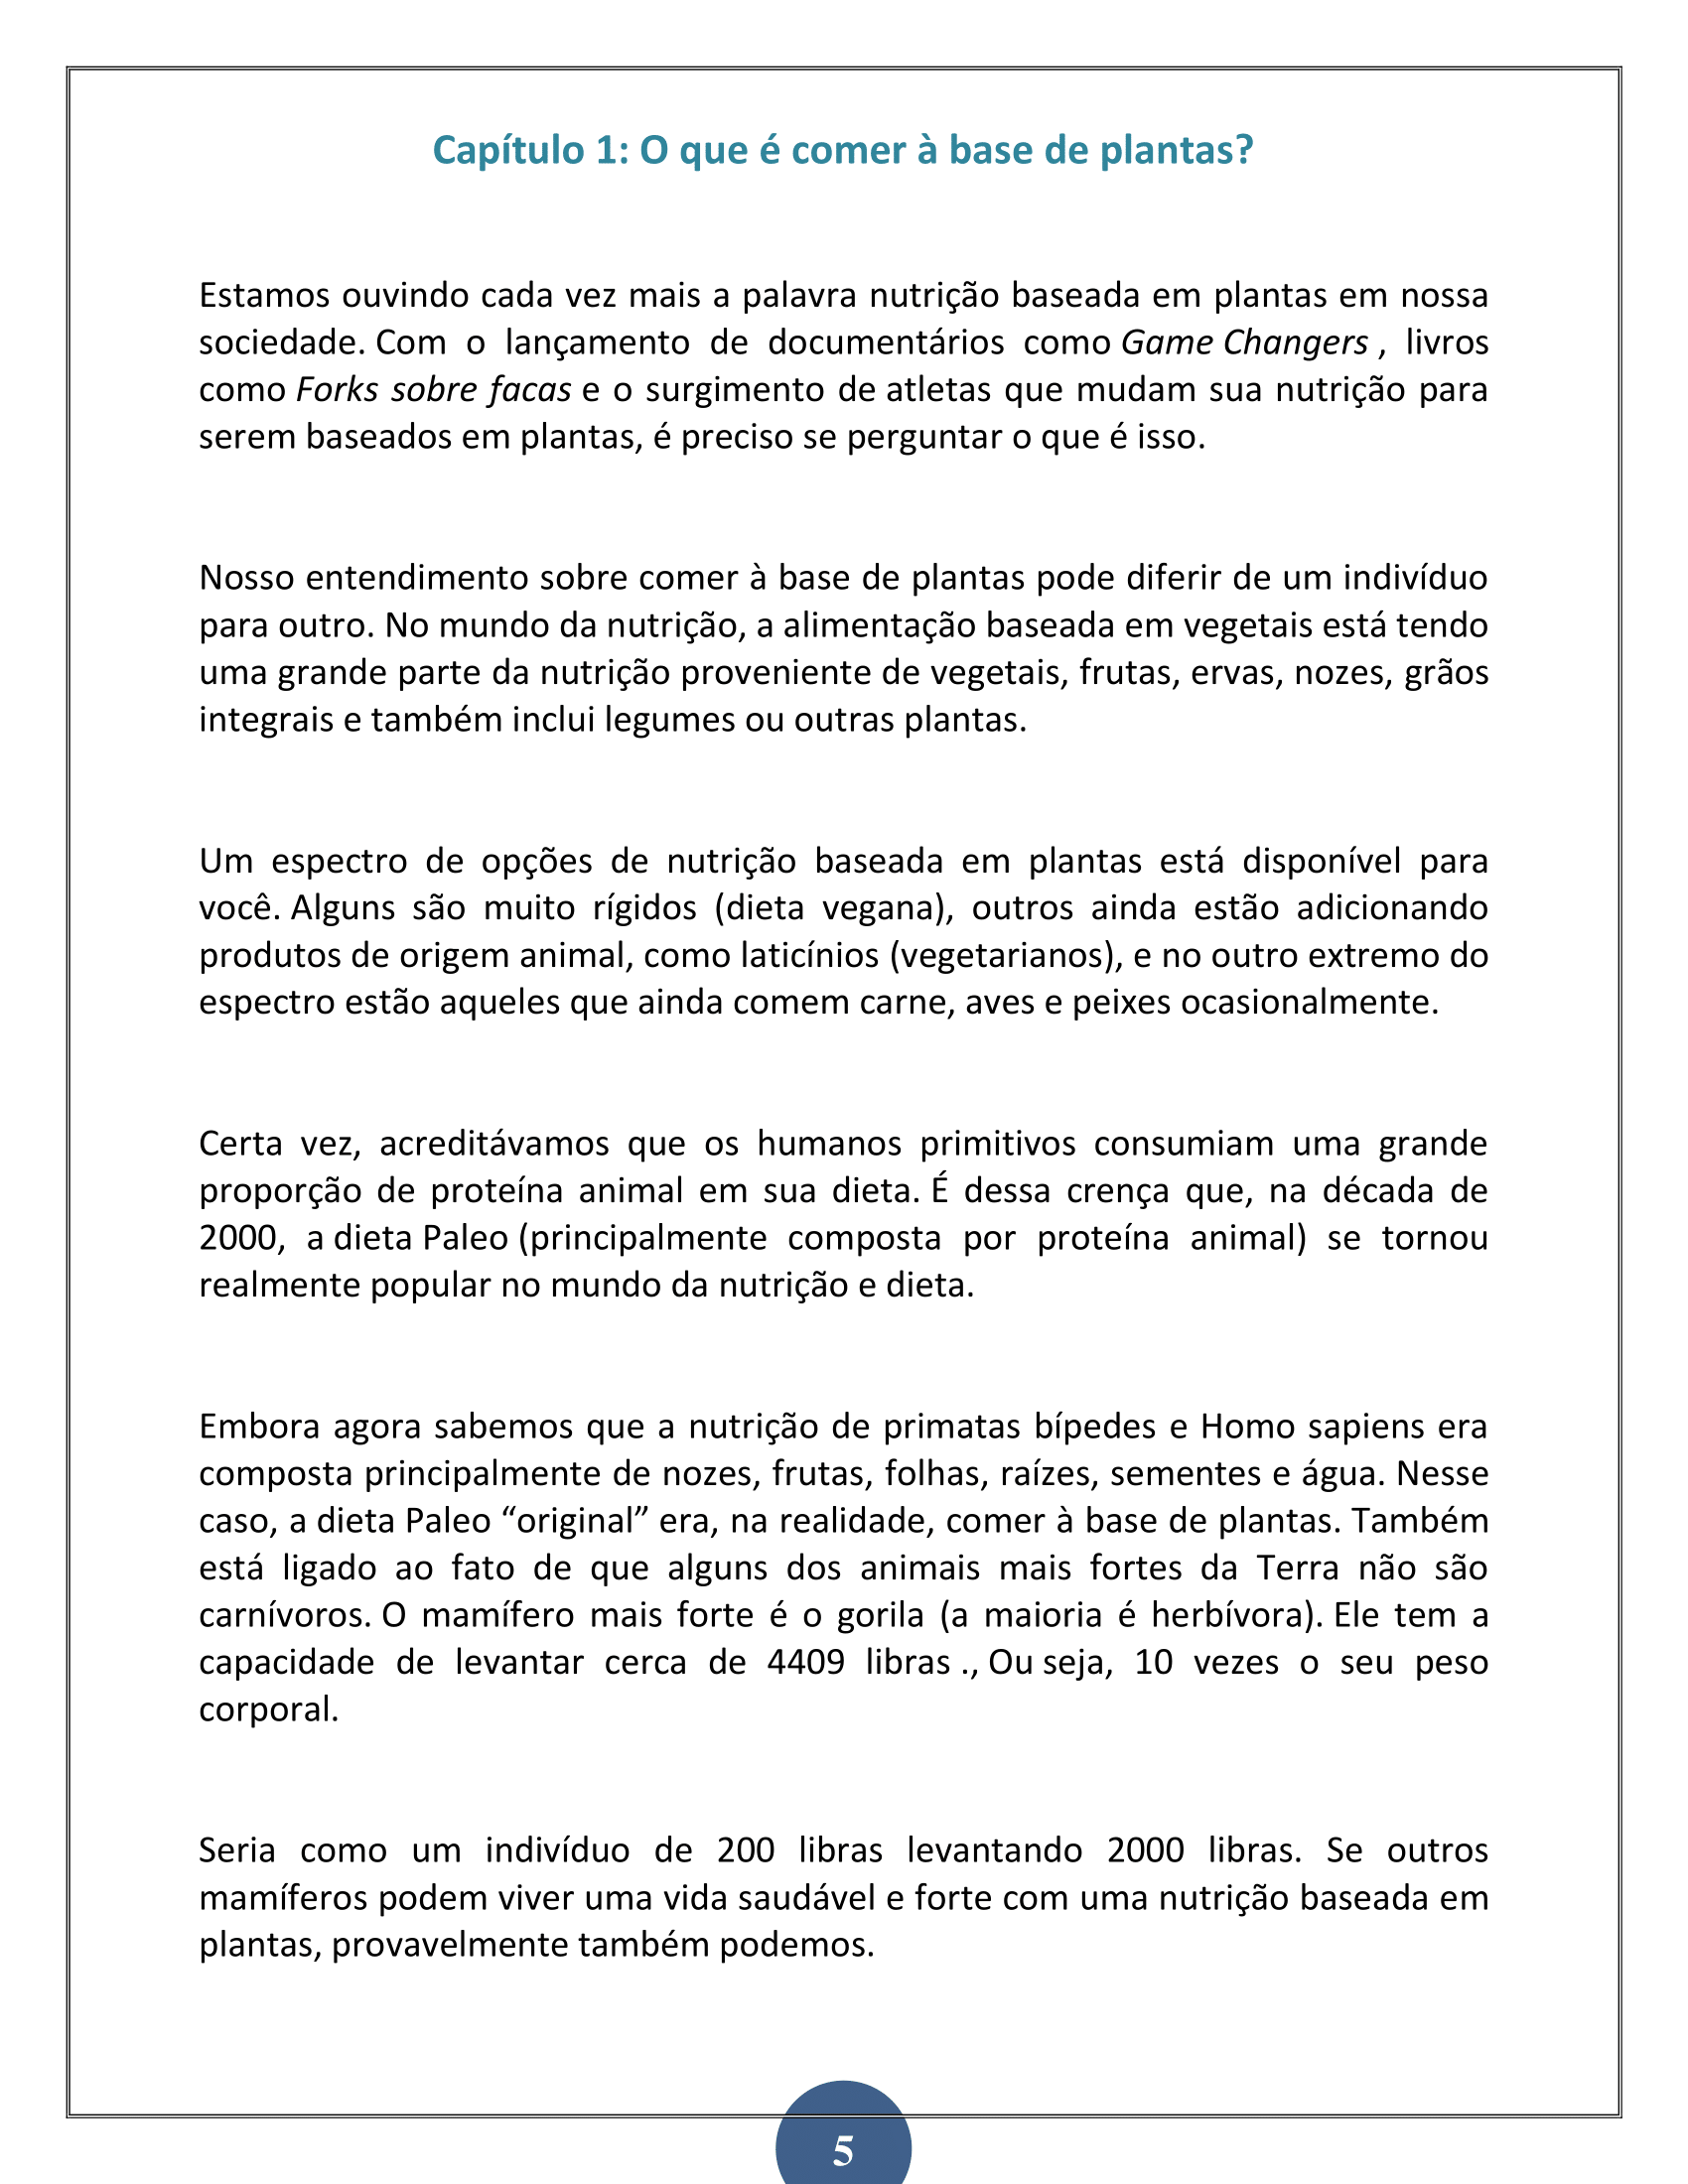 Capítulo 1: O que é comer à base de plantas?
Estamos ouvindo cada vez mais a palavra nutrição baseada em plantas em nossa
sociedade. Com o lançamento de documentários como Game Changers , livros
como Forks sobre facas e o surgimento de atletas que mudam sua nutrição para
serem baseados em plantas, é preciso se perguntar o que é isso.
Nosso entendimento sobre comer à base de plantas pode diferir de um indivíduo
para outro. No mundo da nutrição, a alimentação baseada em vegetais está tendo
uma grande parte da nutrição proveniente de vegetais, frutas, ervas, nozes, grãos
integrais e também inclui legumes ou outras plantas.
Um espectro de opções de nutrição baseada em plantas está disponível para
você. Alguns são muito rígidos (dieta vegana), outros ainda estão adicionando
produtos de origem animal, como laticínios (vegetarianos), e no outro extremo do
espectro estão aqueles que ainda comem carne, aves e peixes ocasionalmente.
Certa vez, acreditávamos que os humanos primitivos consumiam uma grande
proporção de proteína animal em sua dieta. É dessa crença que, na década de
2000, a dieta Paleo (principalmente composta por proteína animal) se tornou
realmente popular no mundo da nutrição e dieta.
Embora agora sabemos que a nutrição de primatas bípedes e Homo sapiens era
composta principalmente de nozes, frutas, folhas, raízes, sementes e água. Nesse
caso, a dieta Paleo “original” era, na realidade, comer à base de plantas. Também
está ligado ao fato de que alguns dos animais mais fortes da Terra não são
carnívoros. O mamífero mais forte é o gorila (a maioria é herbívora). Ele tem a
capacidade de levantar cerca de 4409 libras ., Ou seja, 10 vezes o seu peso
corporal.
Seria como um indivíduo de 200 libras levantando 2000 libras. Se outros
mamíferos podem viver uma vida saudável e forte com uma nutrição baseada em
plantas, provavelmente também podemos.
5